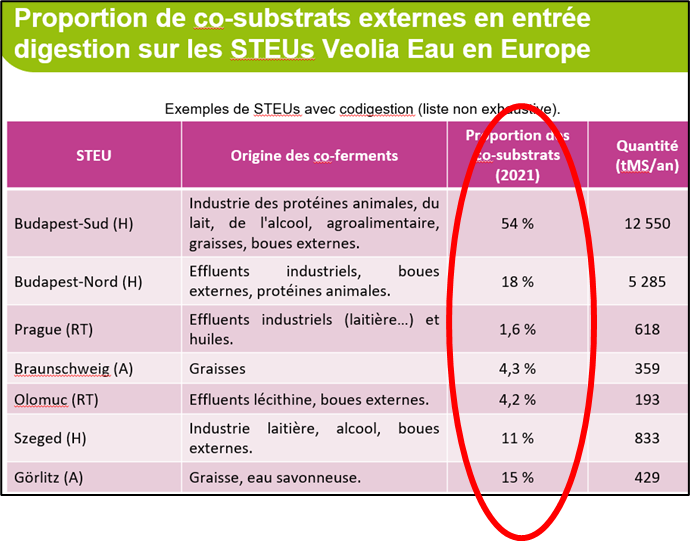 Proportion de co-substrats externes en entrée
digestion sur les STEUs Veolia Eau en Europe
Exemples de STEUs avec codigestion (liste non exhaustive).
STEU
Origine des co-ferments
Proportion des
co-substrats
(2021)
Quantité
(tMS/an)
Budapest-Sud (H)
Industrie des protéines animales, du
lait, de l'alcool, agroalimentaire,
graisses, boues externes.
54 %
12 550
Budapest-Nord (H)
Effluents industriels, boues
externes, protéines animales.
18 %
5 285
Prague (RT)
Effluents industriels (laitière...) et
huiles.
1,6 %
618
Braunschweig (A)
Graisses
4,3 %
359
Olomuc (RT)
Effluents lécithine, boues externes.
4,2 %
193
Szeged (H)
Industrie laitière, alcool, boues
externes.
11 %
833
Görlitz (A)
Graisse, eau savonneuse.
15 %
429